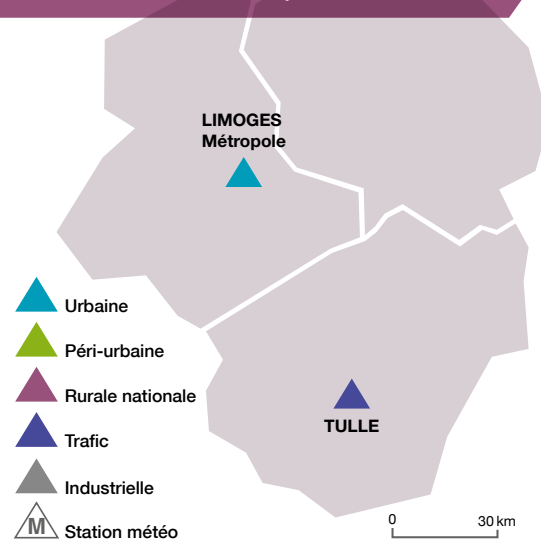 LIMOGES
Métropole
TULLE
Urbaine
Péri-urbaine
Rurale nationale
Trafic
Industrielle
M Station météo
0 30 km